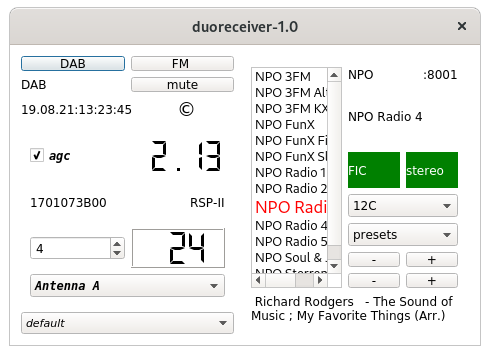 duoreceiver-1.0
×
DAB
FM
DAB
mute
19.08.21:13:23:45
©
agc
2.13
1701073B00
RSP-II
4
24
Antenna A
default
NPO 3FM
NPO 3FM Alt
NPO 3FM KX
NPO FunX
NPO FunX Fi
NPO FunX Sl
NPO Radio 1
NPO Radio 2
NPO Radi
NPO Radio 4
NPO Radio 5
NPO Soul & .
NPO Sterren
NPO
:8001
NPO Radio 4
FIC
stereo
12C
presets
-
+
-
+
Richard Rodgers - The Sound of
Music ; My Favorite Things (Arr.)